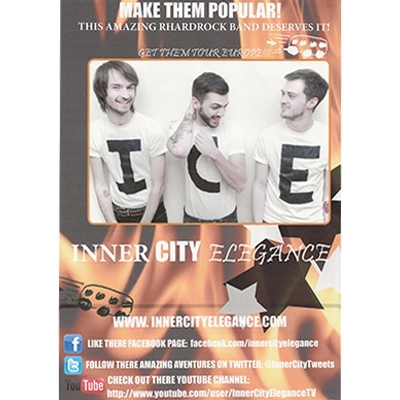 MAKE THEM POPULAR!
THIS AMAZING RHARDROCK BAND DESERVES IT!
GET THEM TOUR EUROPE!!!
I C E
INNER CITY ELEGANCE
WWW. INNERCITYELEGANCE.COM
f LIKE THERE FACEBOOK PAGE: facebook.com/innercityelegance
t FOLLOW THERE AMAZING AVENTURES ON TWITTER: @InnerCityTweets
You Tube CHECK OUT THERE YOUTUBE CHANNEL:
http://www.youtube.com/user/InnerCityEleganceTV